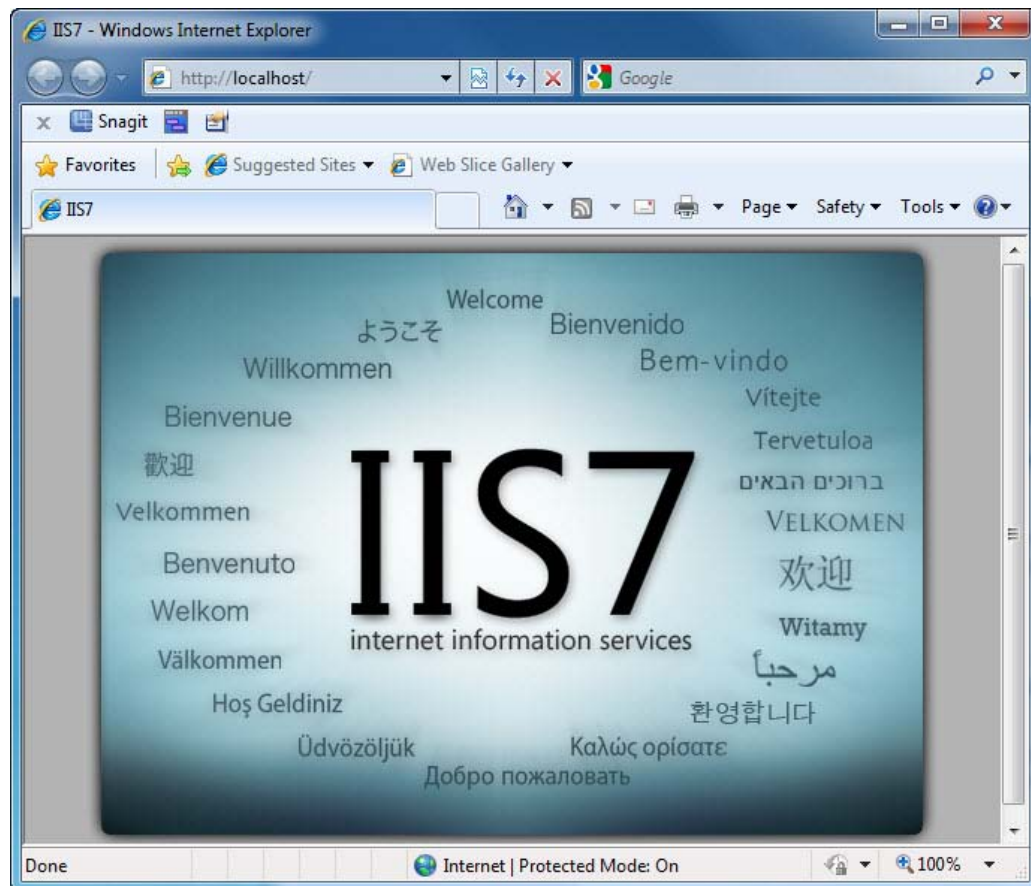 IIS7 - Windows Internet Explorer
http://localhost/
Google
x Snagit
Favorites Suggested Sites Web Slice Gallery
IIS7 Page Safety Tools
Welcome
ようこそ
Bienvenido
Willkommen
Bem-vindo
Bienvenue
Vítejte
Tervetuloa
歡迎
ברוכים הבאים
Velkommen
VELKOMEN
Benvenuto
欢迎
Welkom
Witamy
IIS7
internet information services
Välkommen
مرحباً
Hoş Geldiniz
환영합니다
Üdvözöljük
Καλώς ορίσατε
Добро пожаловать
Done Internet | Protected Mode: On 100%